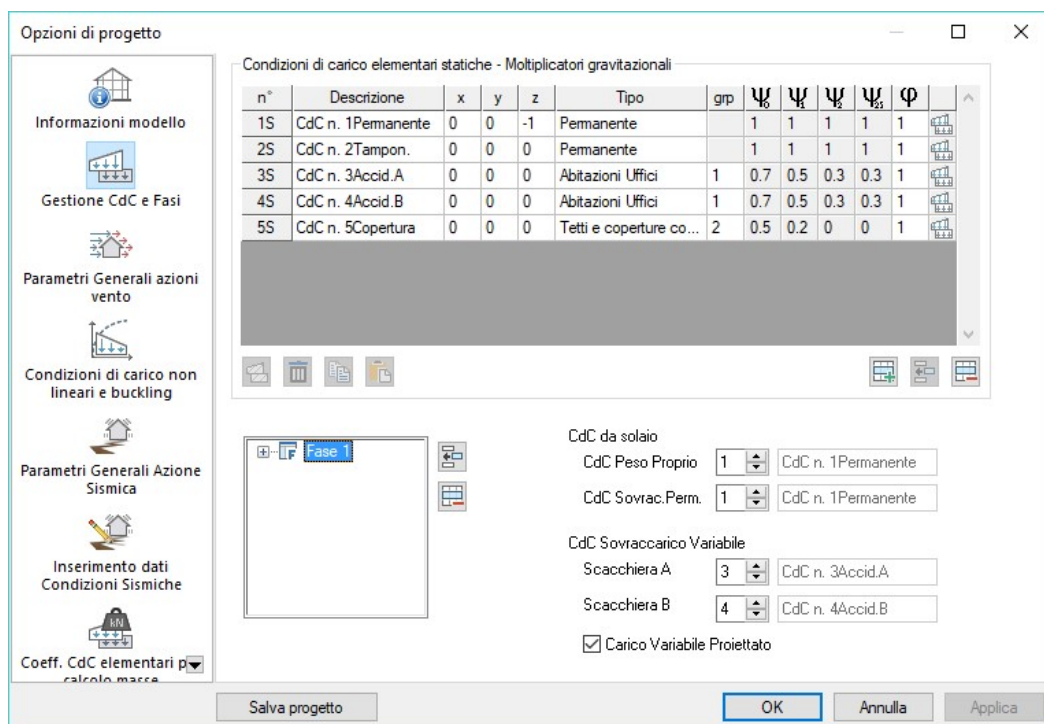 Opzioni di progetto
Informazioni modello
Gestione CdC e Fasi
Parametri Generali azioni
vento
Condizioni di carico non
lineari e buckling
Parametri Generali Azione
Sismica
Inserimento dati
Condizioni Sismiche
kN
Coeff. CdC elementari p
calcolo masse
Condizioni di carico elementari statiche - Moltiplicatori gravitazionali
n° Descrizione x y z Tipo grp Ψ0 Ψ1 Ψ2 Ψ2S φ
1S CdC n. 1Permanente 0 0 -1 Permanente 1 1 1 1 1
2S CdC n. 2Tampon. 0 0 0 Permanente 1 1 1 1 1
3S CdC n. 3Accid.A 0 0 0 Abitazioni Uffici 1 0.7 0.5 0.3 0.3 1
4S CdC n. 4Accid.B 0 0 0 Abitazioni Uffici 1 0.7 0.5 0.3 0.3 1
5S CdC n. 5Copertura 0 0 0 Tetti e coperture co... 2 0.5 0.2 0 0 1
F Fase 1
CdC da solaio
CdC Peso Proprio 1 CdC n. 1Permanente
CdC Sovrac.Perm. 1 CdC n. 1Permanente
CdC Sovraccarico Variabile
Scacchiera A 3 CdC n. 3Accid.A
Scacchiera B 4 CdC n. 4Accid.B
Carico Variabile Proiettato
Salva progetto OK Annulla Applica